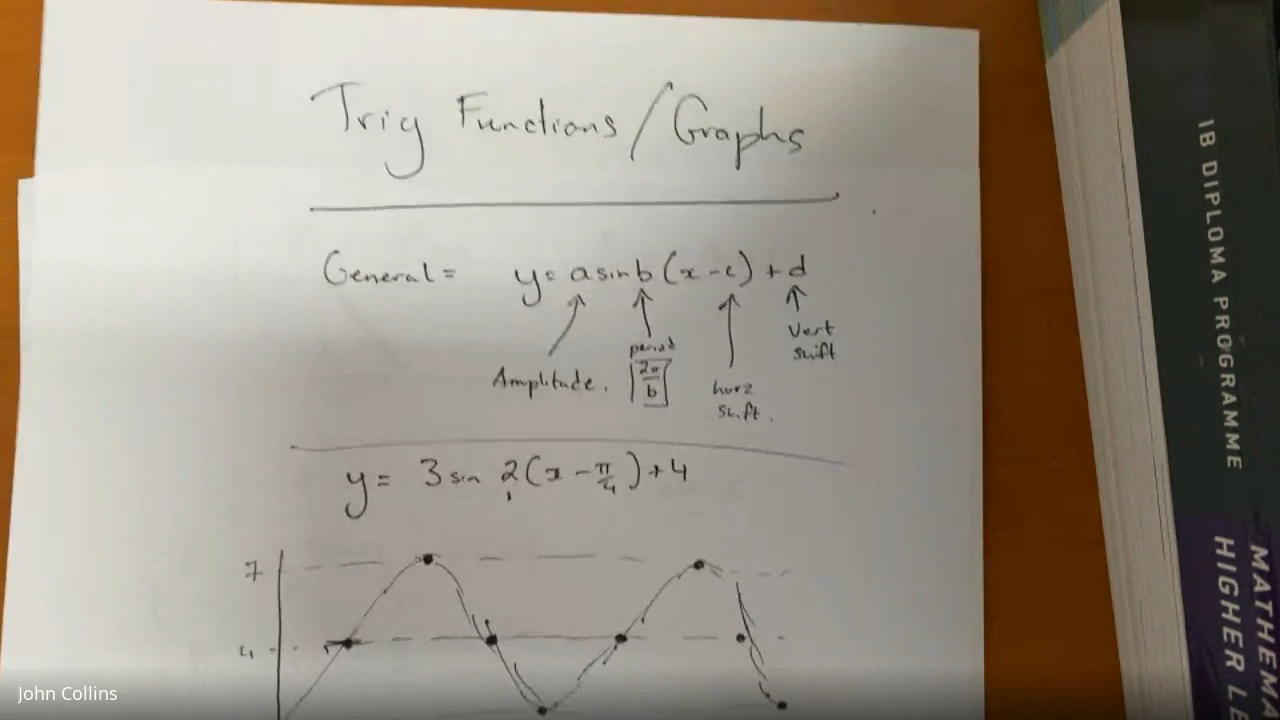 Trig Functions / Graphs
General = y = a sin b (x - c) + d
Amplitude.
period
2π
b
horz
shift.
Vert
shift
y = 3 sin 2 (x - π/4) + 4
7
4
IB DIPLOMA PROGRAMME
MATHEMA
HIGHER LE
John Collins